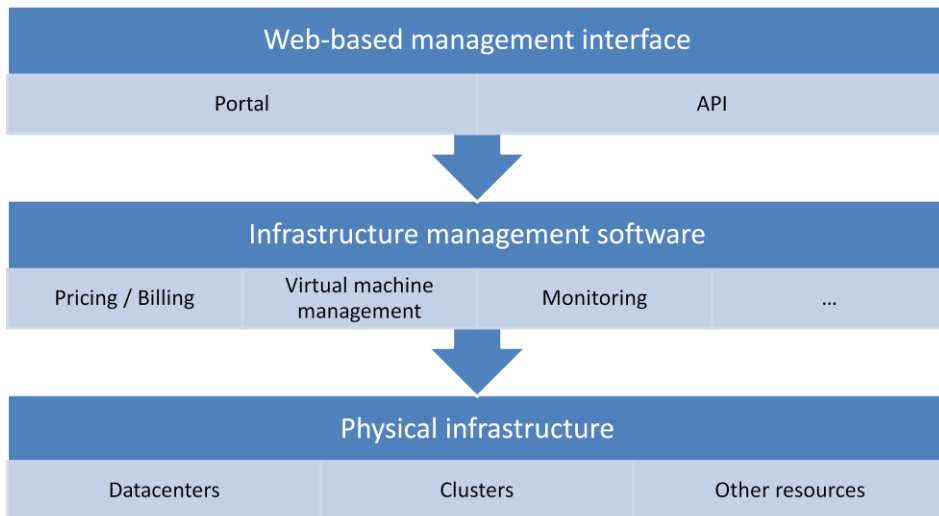 Web-based management interface
Portal
API
Infrastructure management software
Pricing / Billing
Virtual machine
management
Monitoring
...
Physical infrastructure
Datacenters
Clusters
Other resources